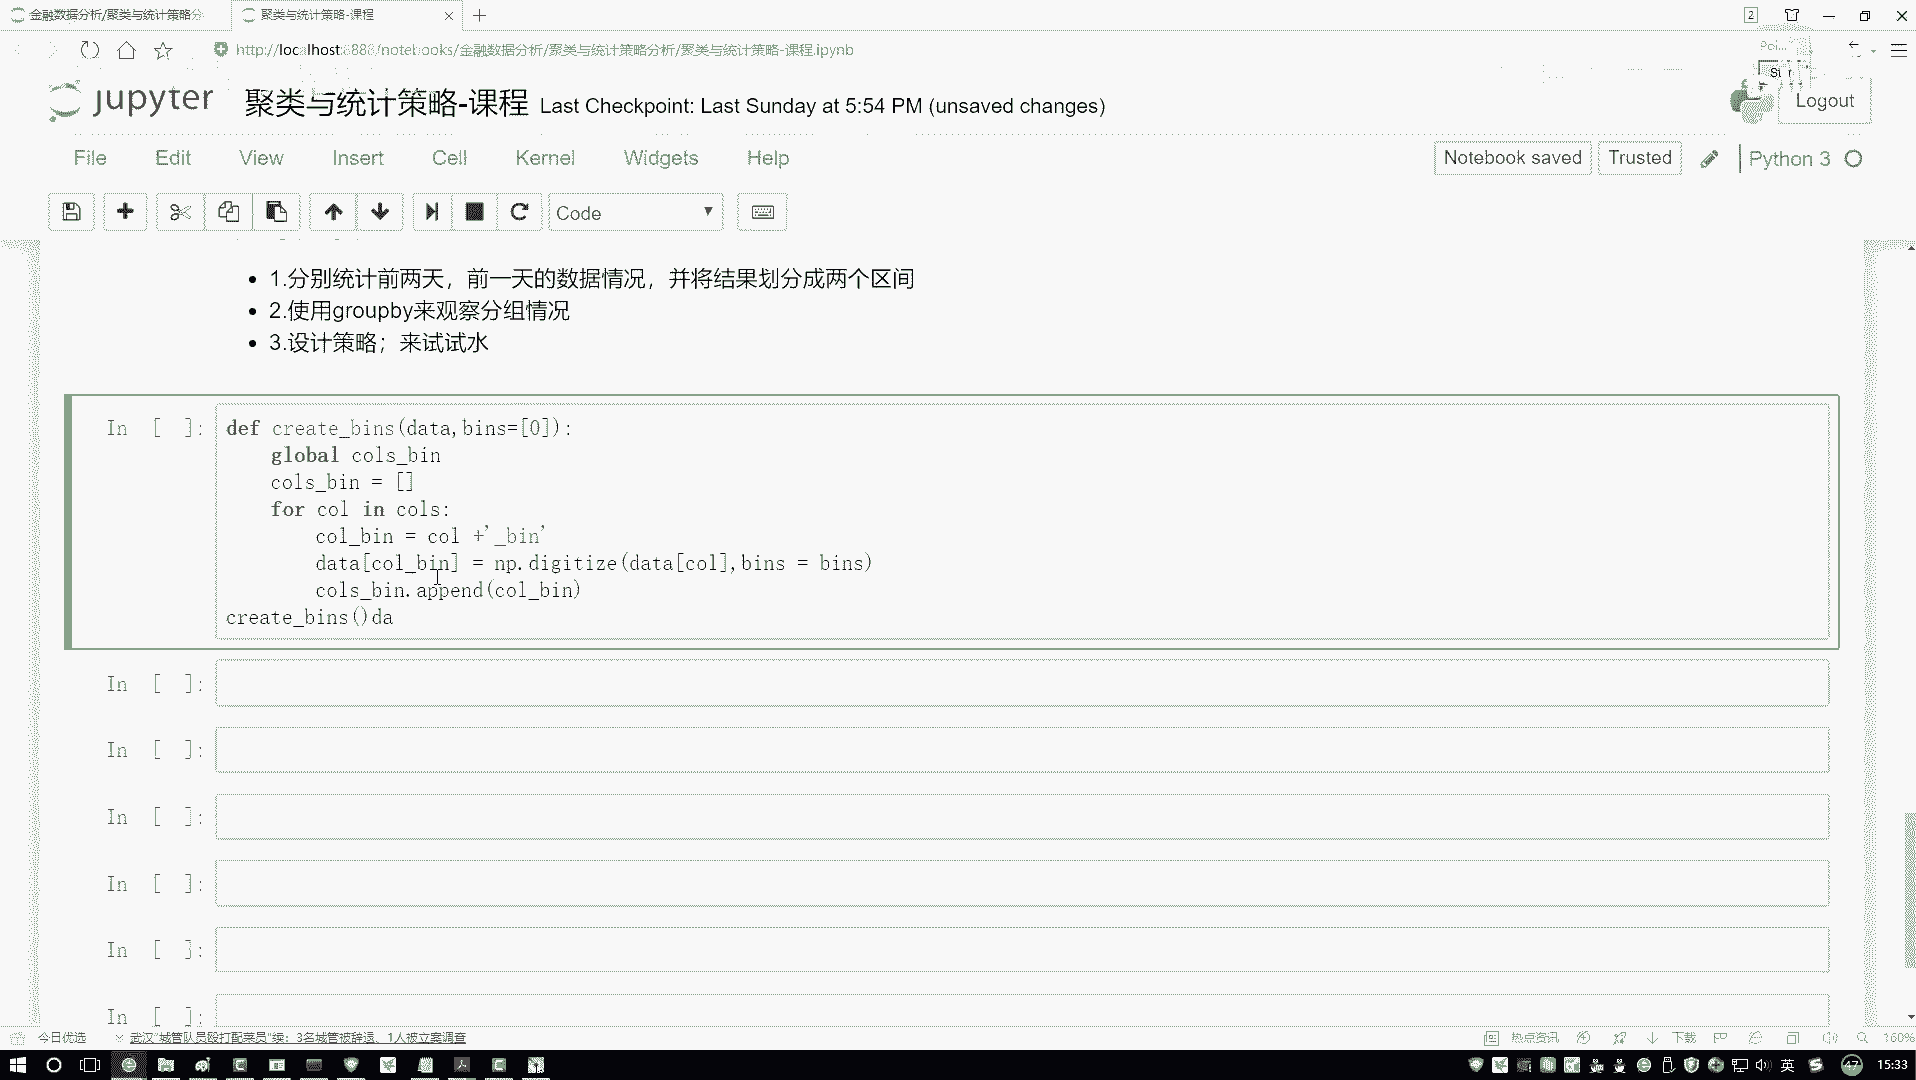 金融数据分析/聚类与统计策略分
聚类与统计策略-课程
2
http://localhost:8888/notebooks/金融数据分析/聚类与统计策略分析/聚类与统计策略-课程.ipynb
jupyter 聚类与统计策略-课程 Last Checkpoint: Last Sunday at 5:54 PM (unsaved changes)
Logout
File Edit View Insert Cell Kernel Widgets Help
Notebook saved Trusted Python 3
Code
1.分别统计前两天，前一天的数据情况，并将结果划分成两个区间
2.使用groupby来观察分组情况
3.设计策略；来试试水
In [ ]: def create_bins(data,bins=[0]):
global cols_bin
cols_bin = []
for col in cols:
col_bin = col +'_bin'
data[col_bin] = np.digitize(data[col],bins = bins)
cols_bin.append(col_bin)
create_bins()da
In [ ]:
In [ ]:
In [ ]:
In [ ]:
In [ ]:
In [ ]:
今日优选 武汉"城管队员殴打配菜员"续：3名城管被辞退、1人被立案调查
热点资讯 下载 160%
英 47 15:33